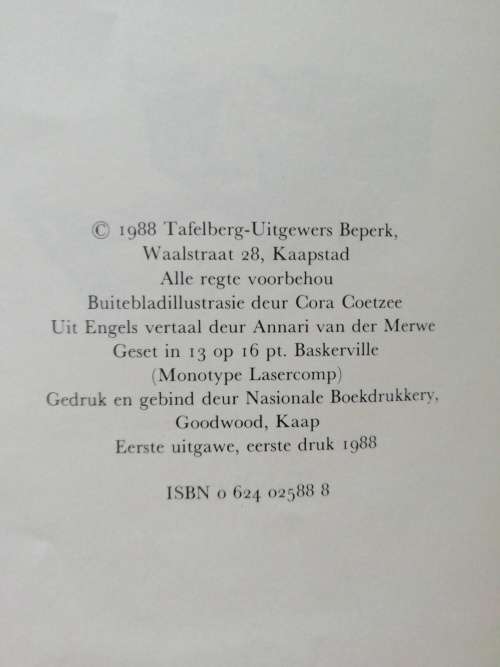 © 1988 Tafelberg-Uitgewers Beperk,
Waalstraat 28, Kaapstad
Alle regte voorbehou
Buitebladillustrasie deur Cora Coetzee
Uit Engels vertaal deur Annari van der Merwe
Geset in 13 op 16 pt. Baskerville
(Monotype Lasercomp)
Gedruk en gebind deur Nasionale Boekdrukkery,
Goodwood, Kaap
Eerste uitgawe, eerste druk 1988
ISBN 0 624 02588 8